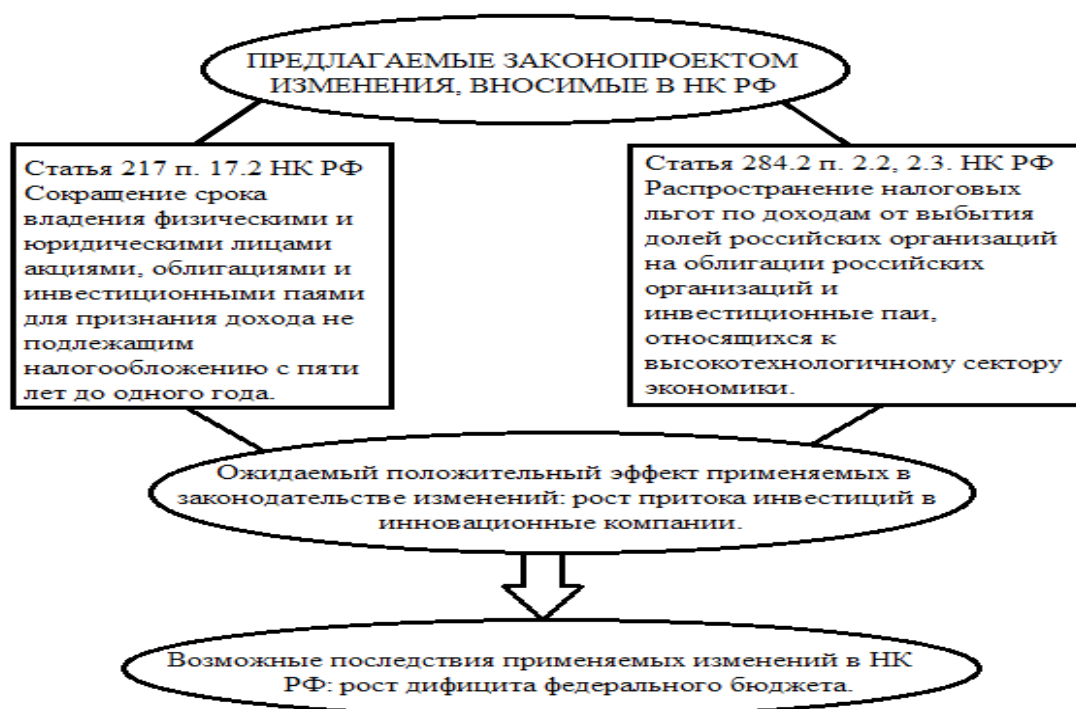 ПРЕДЛАГАЕМЫЕ ЗАКОНОПРОЕКТОМ
ИЗМЕНЕНИЯ, ВНОСИМЫЕ В НК РФ
Статья 217 п. 17.2 НК РФ
Сокращение срока
владения физическими и
юридическими лицами
акциями, облигациями и
инвестиционными паями
для признания дохода не
подлежащим
налогообложению с пяти
лет до одного года.
Статья 284.2 п. 2.2, 2.3. НК РФ
Распространение налоговых
льгот по доходам от выбытия
долей российских организаций
на облигации российских
организаций и
инвестиционные паи,
относящихся к
высокотехнологичному сектору
экономики.
Ожидаемый положительный эффект применяемых в
законодательстве изменений: рост притока инвестиций в
инновационные компании.
Возможные последствия применяемых изменений в НК
РФ: рост дифицита федерального бюджета.